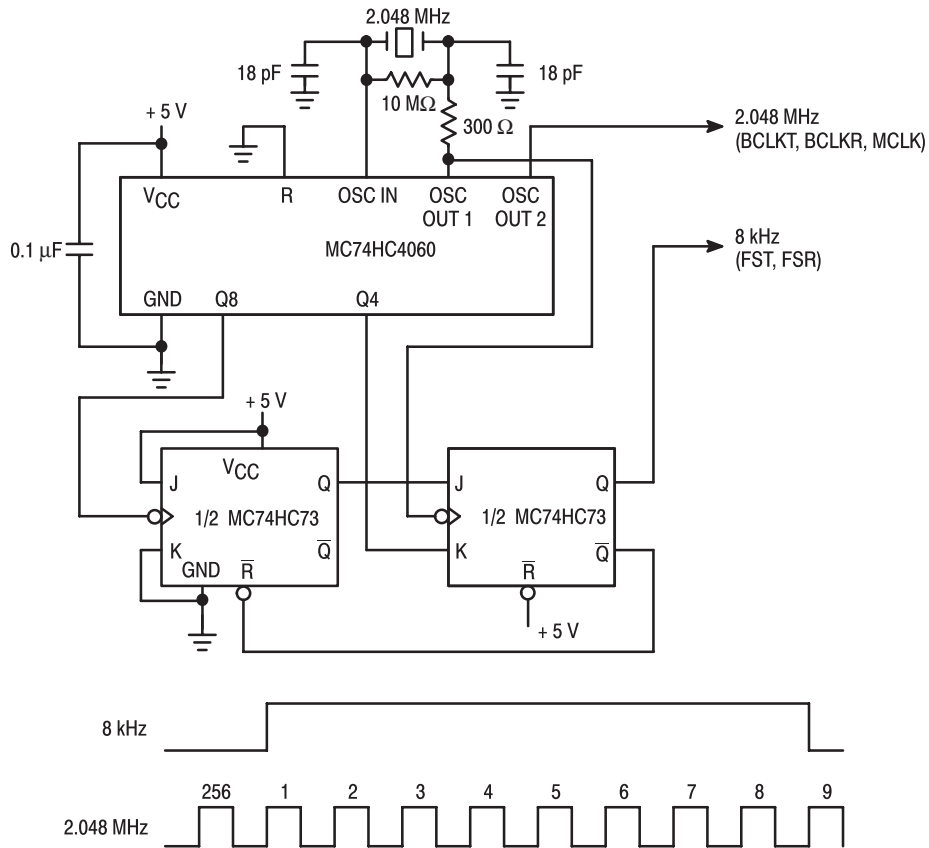 2.048 MHz
18 pF
18 pF
10 MΩ
+ 5 V
300 Ω
2.048 MHz
(BCLKT, BCLKR, MCLK)
VCC
R
OSC IN
OSC
OUT 1
OSC
OUT 2
0.1 µF
MC74HC4060
8 kHz
(FST, FSR)
GND
Q8
Q4
+ 5 V
VCC
J
Q
J
Q
1/2 MC74HC73
1/2 MC74HC73
K
Q̅
K
Q̅
GND
R̅
R̅
+ 5 V
8 kHz
256 1 2 3 4 5 6 7 8 9
2.048 MHz